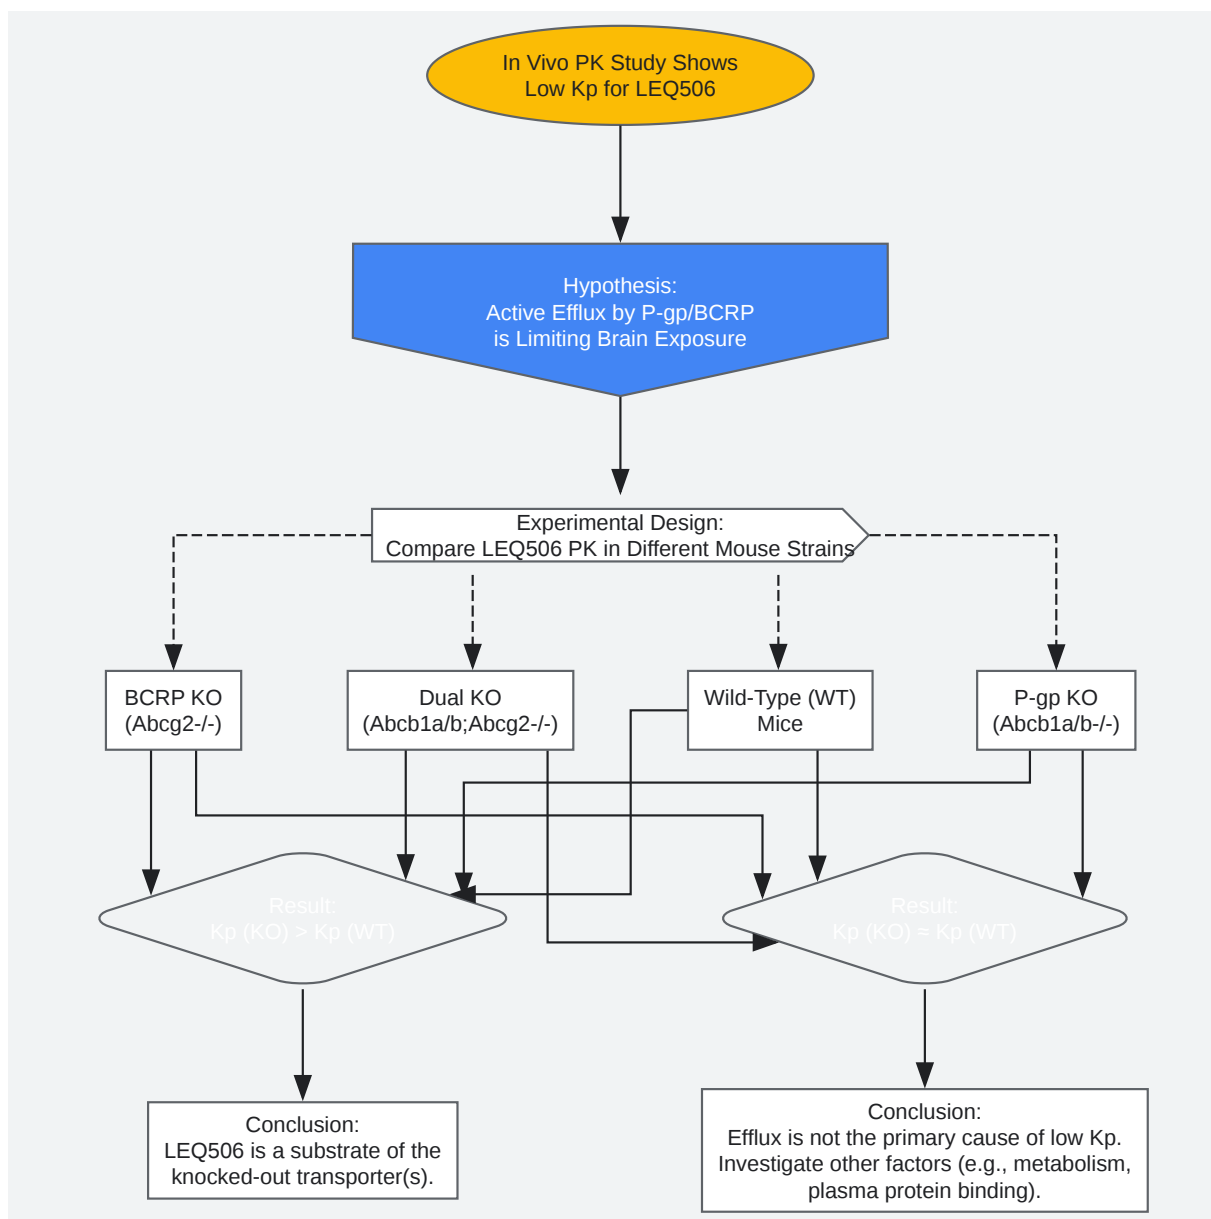 In Vivo PK Study Shows
Low Kp for LEQ506
Hypothesis:
Active Efflux by P-gp/BCRP
is Limiting Brain Exposure
Experimental Design:
Compare LEQ506 PK in Different Mouse Strains
BCRP KO
(Abcg2-/-)
Dual KO
(Abcb1a/b;Abcg2-/-)
Wild-Type (WT)
Mice
P-gp KO
(Abcb1a/b-/-)
Result:
Kp (KO) > Kp (WT)
Result:
Kp (KO) ≈ Kp (WT)
Conclusion:
LEQ506 is a substrate of the
knocked-out transporter(s).
Conclusion:
Efflux is not the primary cause of low Kp.
Investigate other factors (e.g., metabolism,
plasma protein binding).